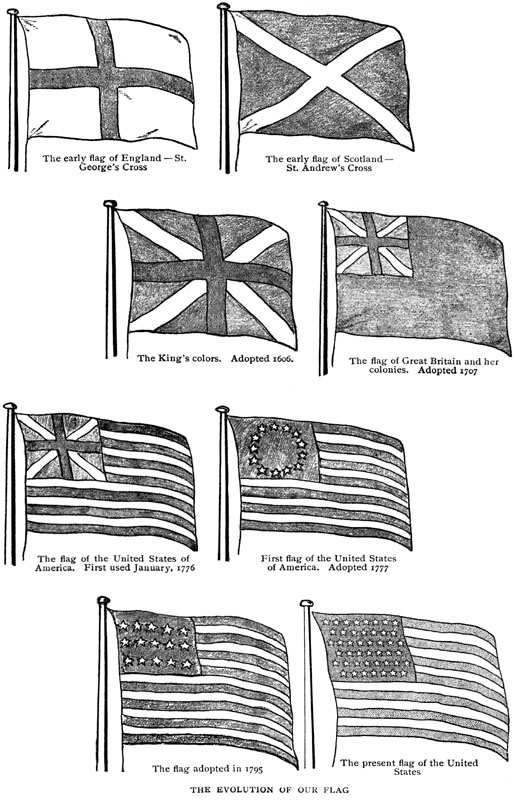 The early flag of England — St.
George's Cross
The early flag of Scotland —
St. Andrew's Cross
The King's colors. Adopted 1606.
The flag of Great Britain and her
colonies. Adopted 1707
The flag of the United States of
America. First used January, 1776
First flag of the United States
of America. Adopted 1777
The flag adopted in 1795
The present flag of the United
States
THE EVOLUTION OF OUR FLAG